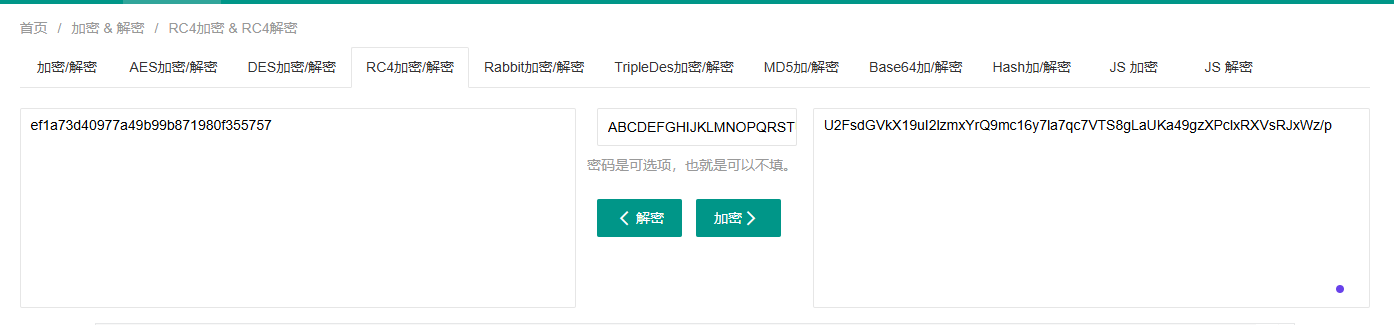 首页 / 加密 & 解密 / RC4加密 & RC4解密
加密/解密 AES加密/解密 DES加密/解密 RC4加密/解密 Rabbit加密/解密 TripleDes加密/解密 MD5加/解密 Base64加/解密 Hash加/解密 JS 加密 JS 解密
ef1a73d40977a49b99b871980f355757
ABCDEFGHIJKLMNOPQRST
U2FsdGVkX19uI2IzmxYrQ9mc16y7la7qc7VTS8gLaUKa49gzXPclxRXVsRJxWz/p
密码是可选项，也就是可以不填。
解密 加密